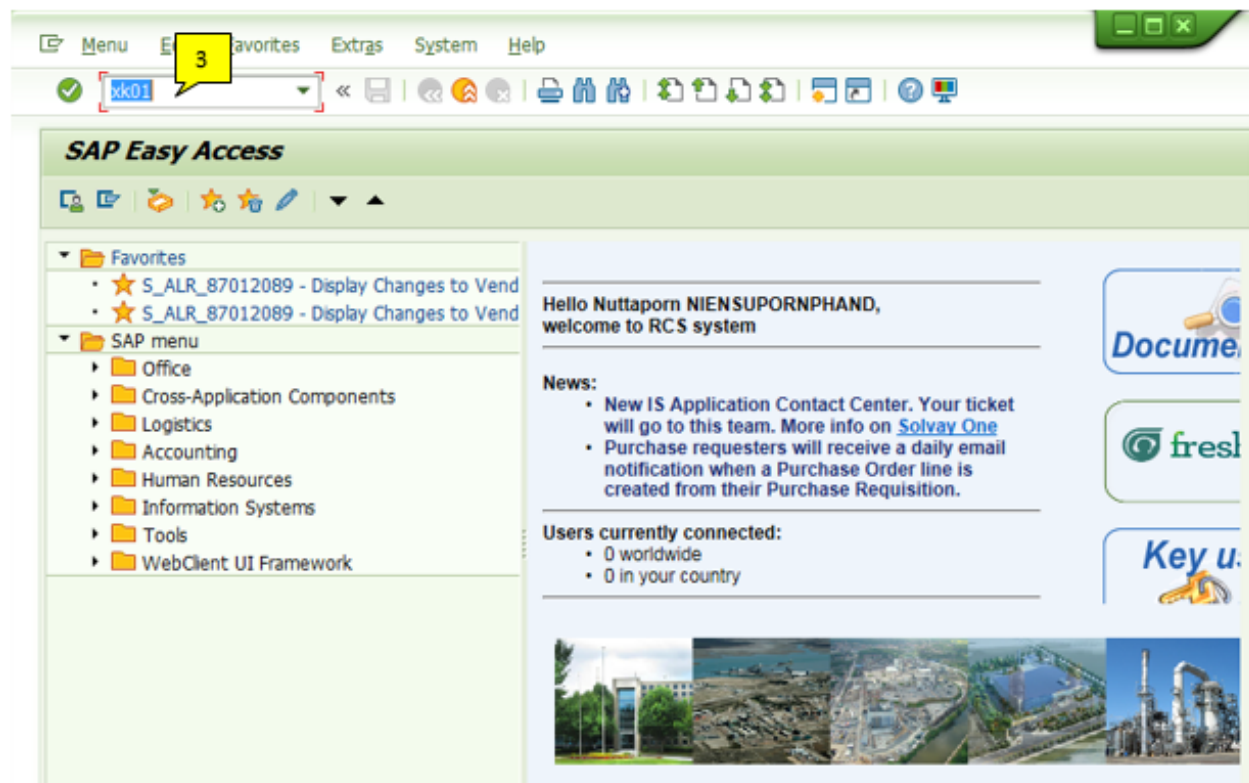 Menu E avorites Extras System Help
3
xk01
SAP Easy Access
Favorites
S_ALR_87012089 - Display Changes to Vend
S_ALR_87012089 - Display Changes to Vend
SAP menu
Office
Cross-Application Components
Logistics
Accounting
Human Resources
Information Systems
Tools
WebClient UI Framework
Hello Nuttaporn NIENSUPORNPHAND,
welcome to RCS system
News:
• New IS Application Contact Center. Your ticket
will go to this team. More info on Solvay One
• Purchase requesters will receive a daily email
notification when a Purchase Order line is
created from their Purchase Requisition.
Users currently connected:
• 0 worldwide
• 0 in your country
Docume
fresh
Key u